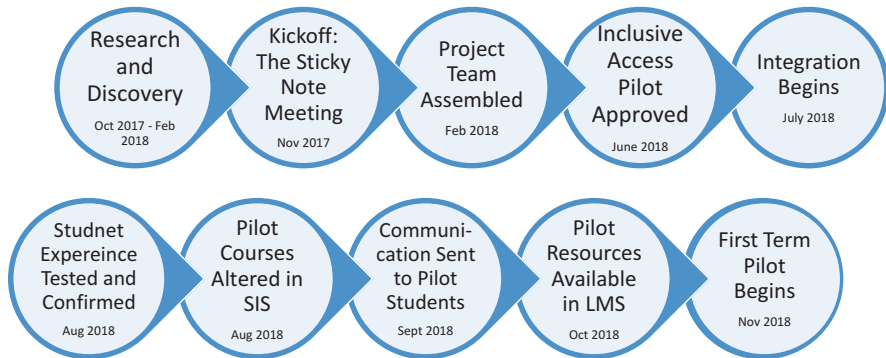 Research
and
Discovery
Oct 2017 - Feb
2018
Kickoff:
The Sticky
Note
Meeting
Nov 2017
Project
Team
Assembled
Feb 2018
Inclusive
Access
Pilot
Approved
June 2018
Integration
Begins
July 2018
Studnet
Expereince
Tested and
Confirmed
Aug 2018
Pilot
Courses
Altered in
SIS
Aug 2018
Communi-
cation Sent
to Pilot
Students
Sept 2018
Pilot
Resources
Available
in LMS
Oct 2018
First Term
Pilot
Begins
Nov 2018